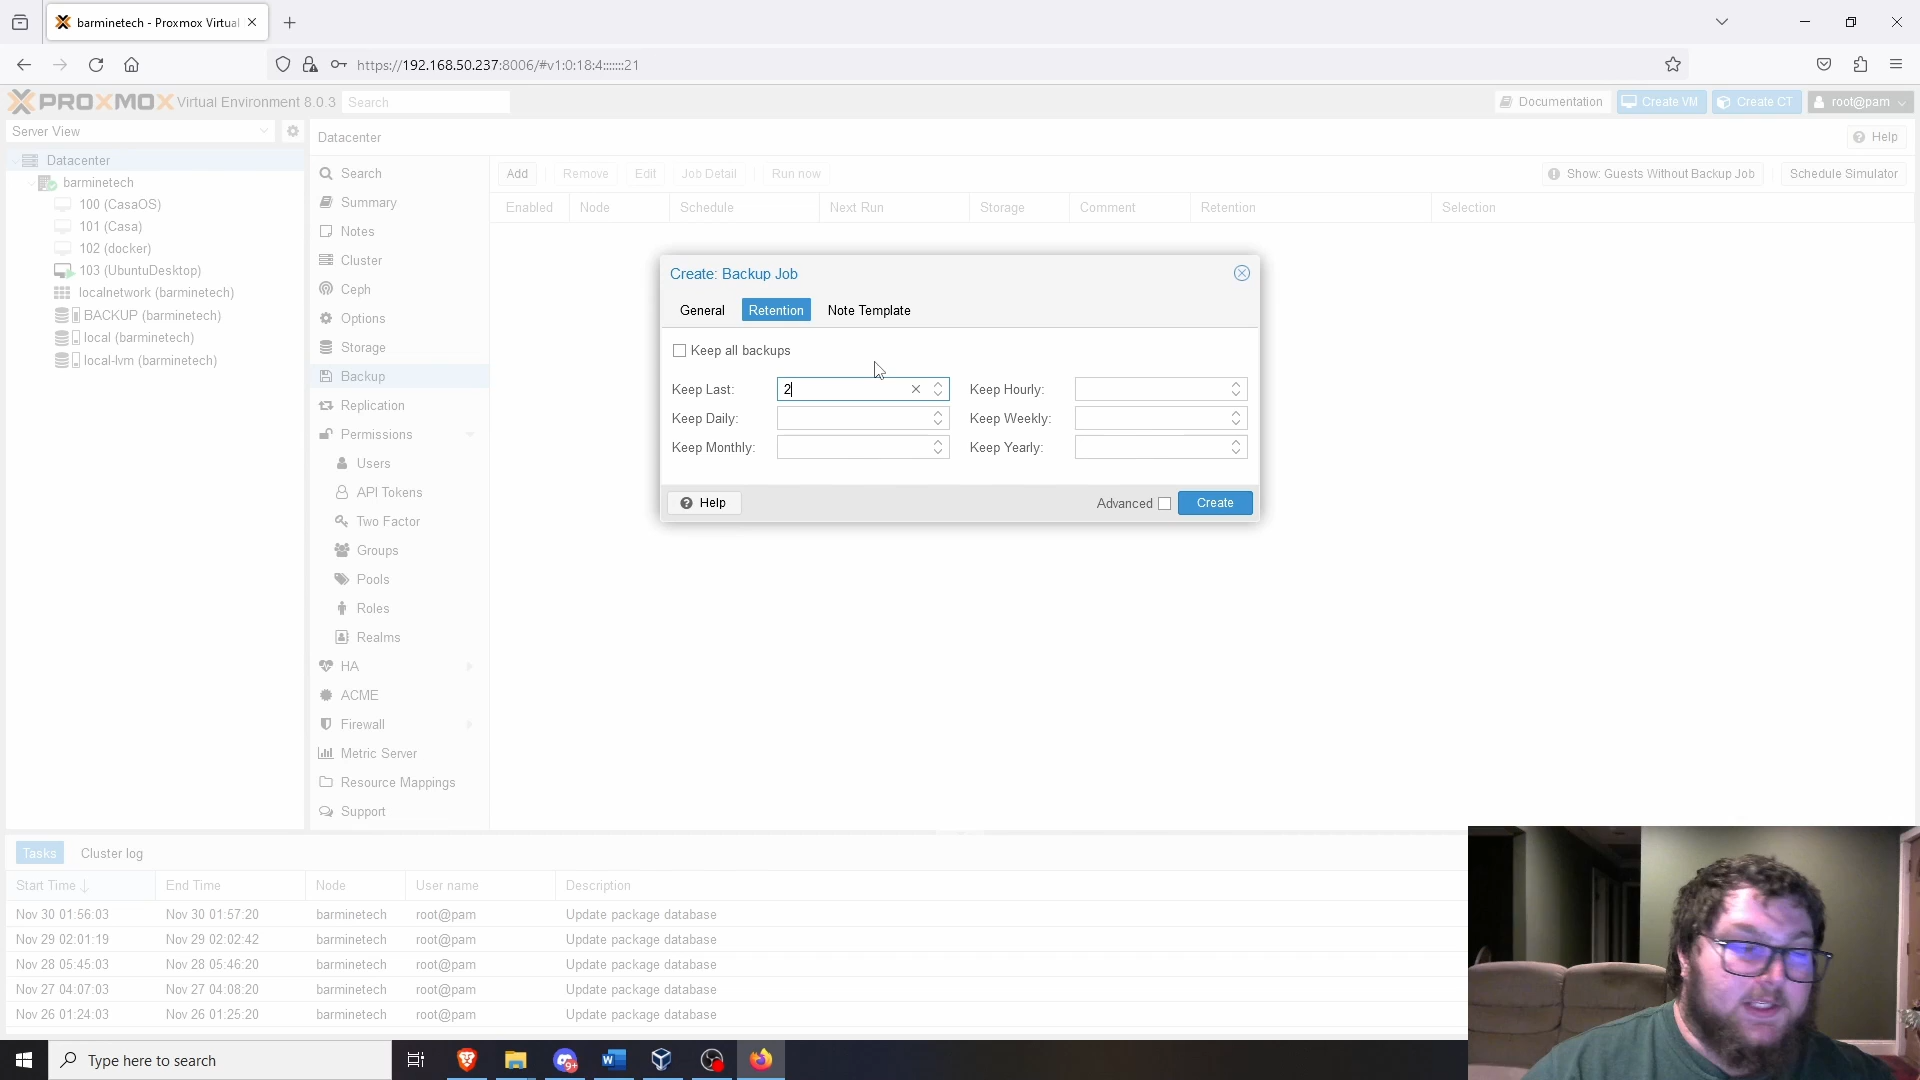 barminetech - Proxmox Virtual
https://192.168.50.237:8006/#v1:0:18:4:::::::21
PROXMOX Virtual Environment 8.0.3 Search Documentation Create VM Create CT root@pam
Server View
Datacenter Help
Datacenter
barminetech
100 (CasaOS)
101 (Casa)
102 (docker)
103 (UbuntuDesktop)
localnetwork (barminetech)
BACKUP (barminetech)
local (barminetech)
local-lvm (barminetech)
Search
Summary
Notes
Cluster
Ceph
Options
Storage
Backup
Replication
Permissions
Users
API Tokens
Two Factor
Groups
Pools
Roles
Realms
HA
ACME
Firewall
Metric Server
Resource Mappings
Support
Add Remove Edit Job Detail Run now Show: Guests Without Backup Job Schedule Simulator
Enabled Node Schedule Next Run Storage Comment Retention Selection
Create: Backup Job
General Retention Note Template
Keep all backups
Keep Last: 2 Keep Hourly:
Keep Daily: Keep Weekly:
Keep Monthly: Keep Yearly:
Help Advanced Create
Tasks Cluster log
Start Time End Time Node User name Description
Nov 30 01:56:03 Nov 30 01:57:20 barminetech root@pam Update package database
Nov 29 02:01:19 Nov 29 02:02:42 barminetech root@pam Update package database
Nov 28 05:45:03 Nov 28 05:46:20 barminetech root@pam Update package database
Nov 27 04:07:03 Nov 27 04:08:20 barminetech root@pam Update package database
Nov 26 01:24:03 Nov 26 01:25:20 barminetech root@pam Update package database
Type here to search
9+